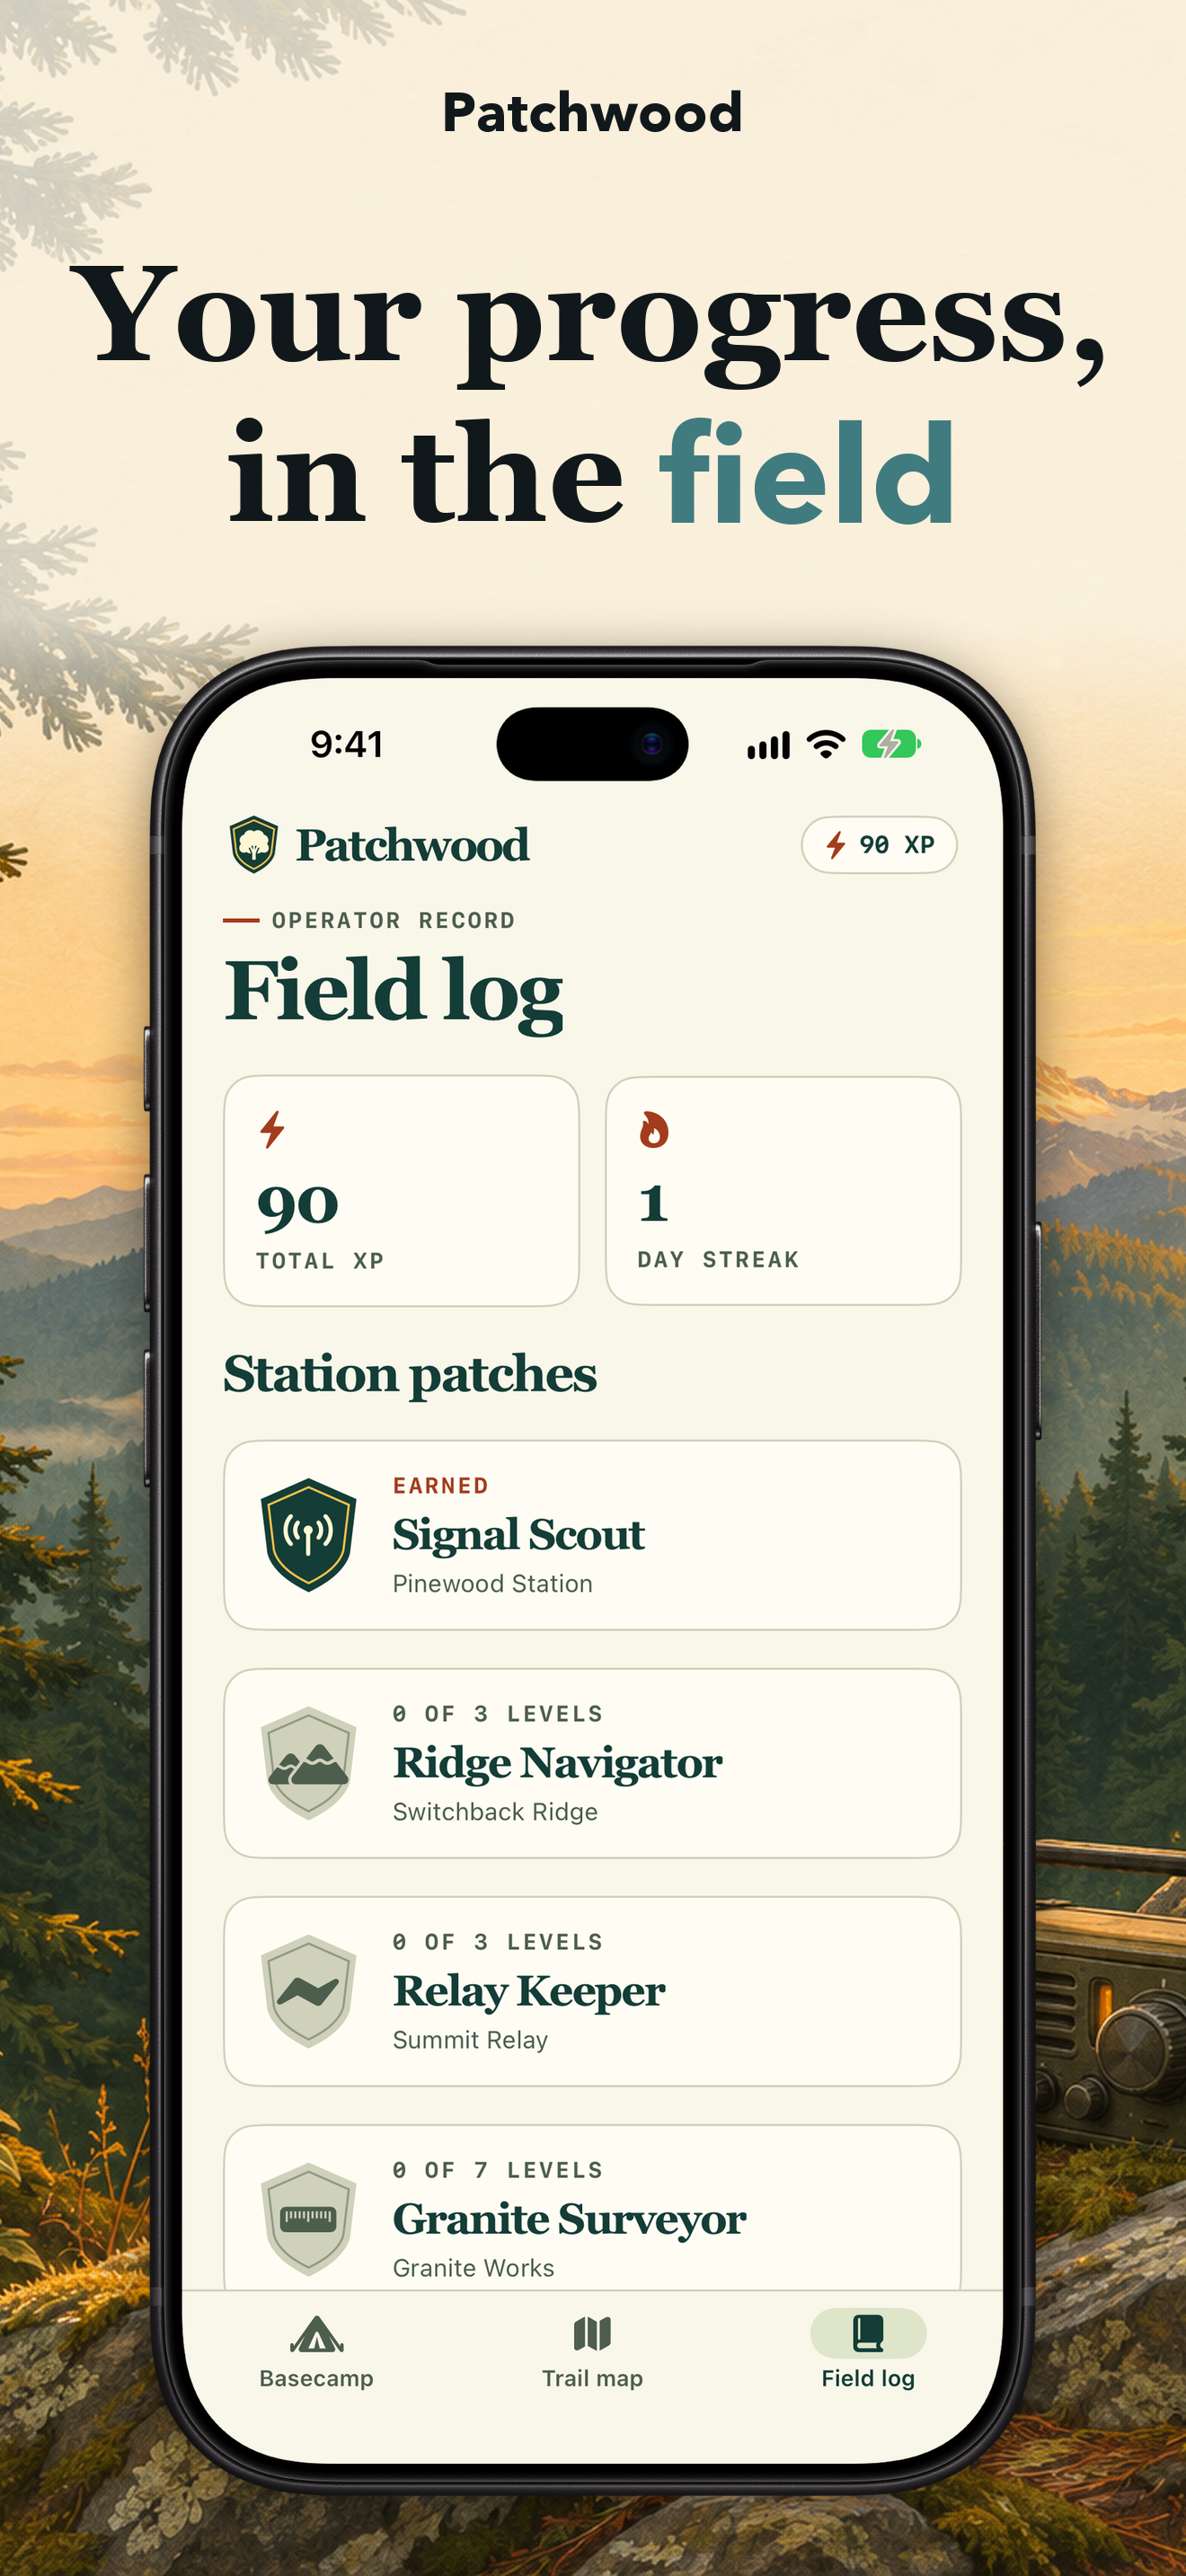 Patchwood
Your progress,
in the field
9:41
Patchwood
90 XP
OPERATOR RECORD
Field log
90
TOTAL XP
1
DAY STREAK
Station patches
EARNED
Signal Scout
Pinewood Station
0 OF 3 LEVELS
Ridge Navigator
Switchback Ridge
0 OF 3 LEVELS
Relay Keeper
Summit Relay
0 OF 7 LEVELS
Granite Surveyor
Granite Works
Basecamp
Trail map
Field log